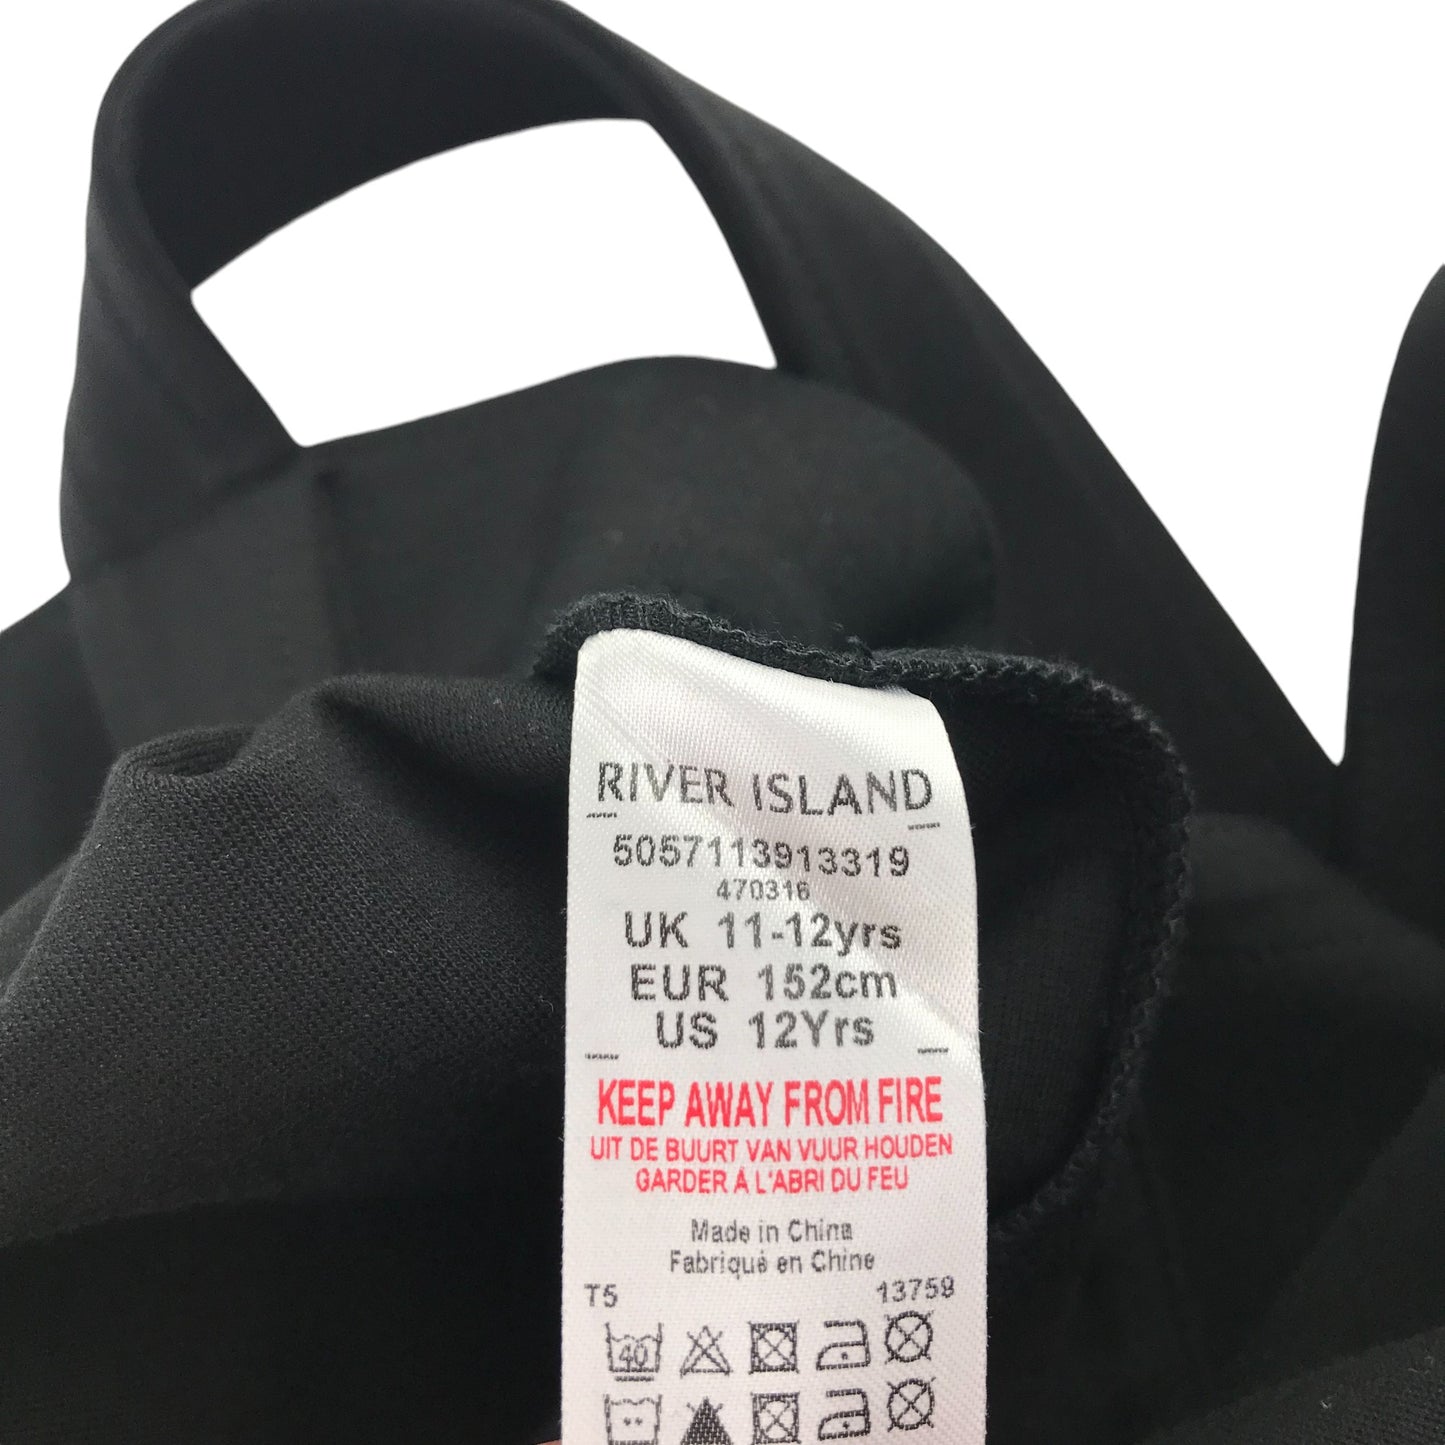 RIVER ISLAND
5057113913319
470316
UK 11-12yrs
EUR 152cm
US 12Yrs
KEEP AWAY FROM FIRE
UIT DE BUURT VAN VUUR HOUDEN
GARDER À L'ABRI DU FEU
Made in China
Fabriqué en Chine
T5 13759
40